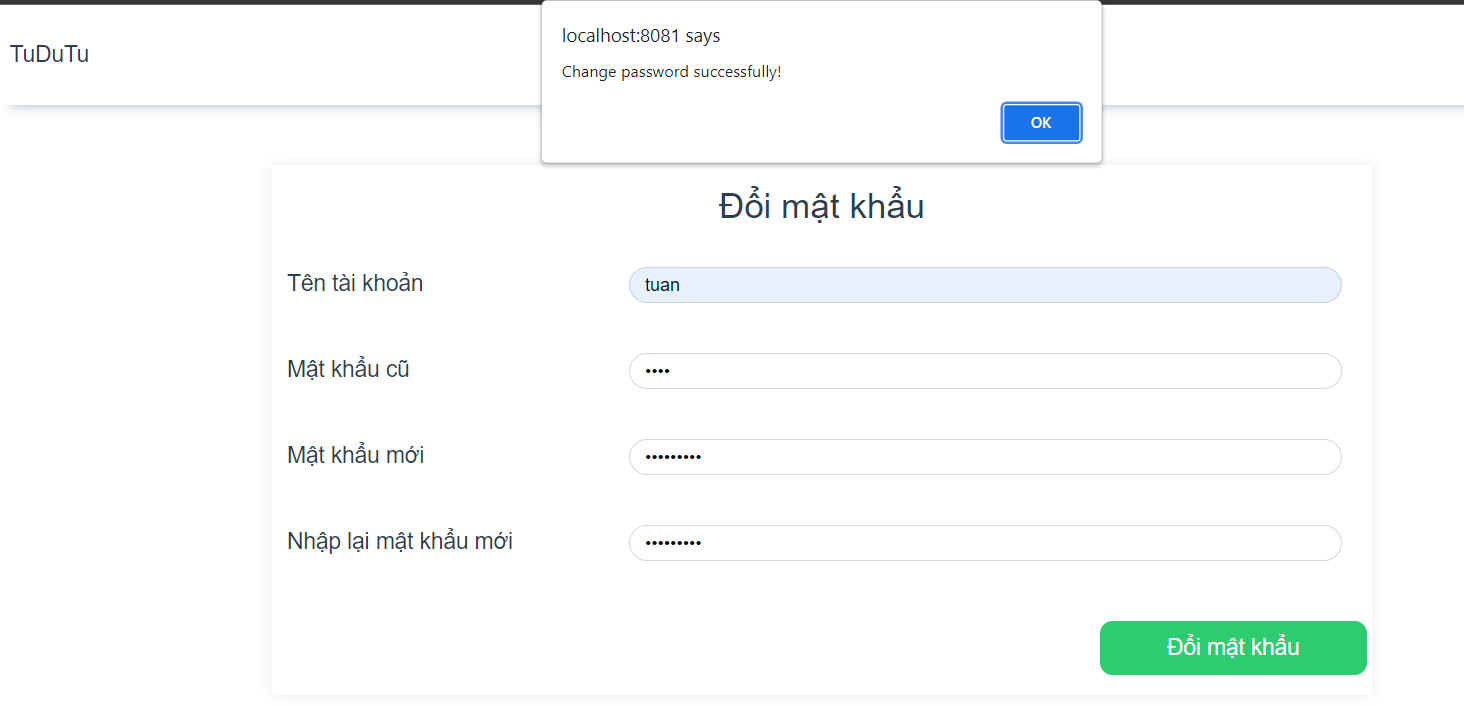 TuDuTu
localhost:8081 says
Change password successfully!
OK
Đổi mật khẩu
Tên tài khoản
tuan
Mật khẩu cũ
••••
Mật khẩu mới
•••••••••
Nhập lại mật khẩu mới
•••••••••
Đổi mật khẩu